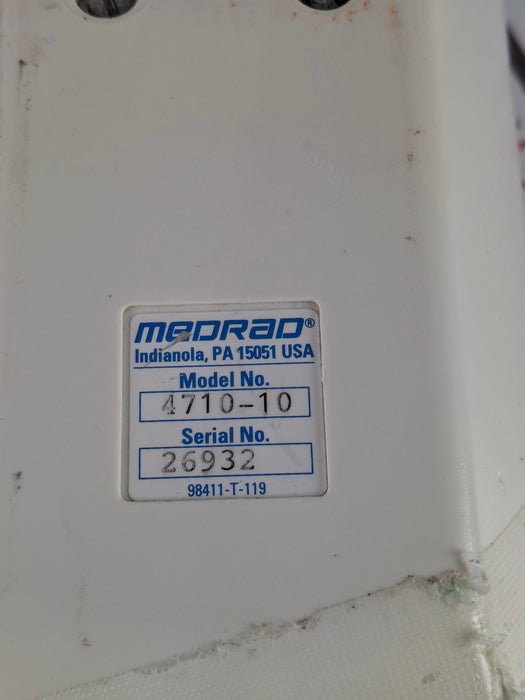 MEDRAD®
Indianola, PA 15051 USA
Model No.
4710-10
Serial No.
26932
98411-T-119